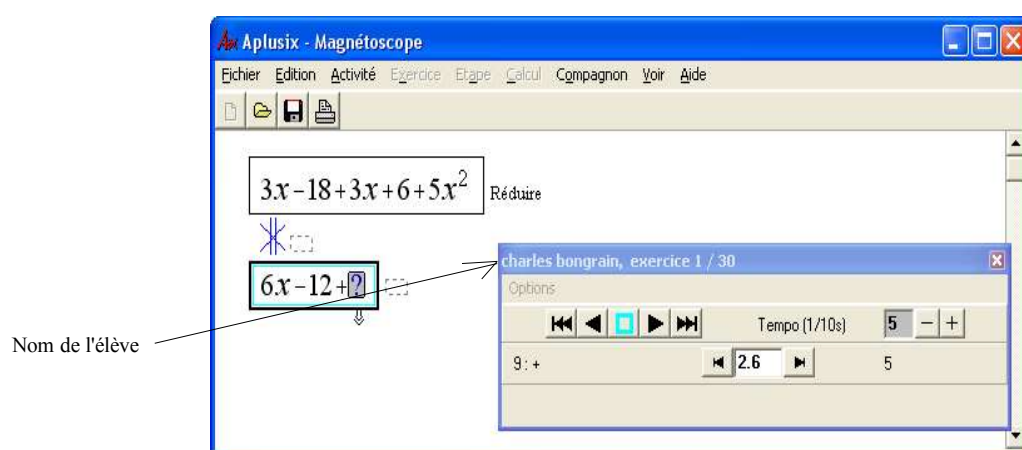 Aplusix - Magnétoscope
Fichier Edition Activité Exercice Etape Calcul Compagnon Voir Aide
3x-18+3x+6+5x² Réduire
charles bongrain, exercice 1 / 30
6x-12+?
Options
Tempo (1/10s) 5 - +
Nom de l'élève
9 : + 2.6 5